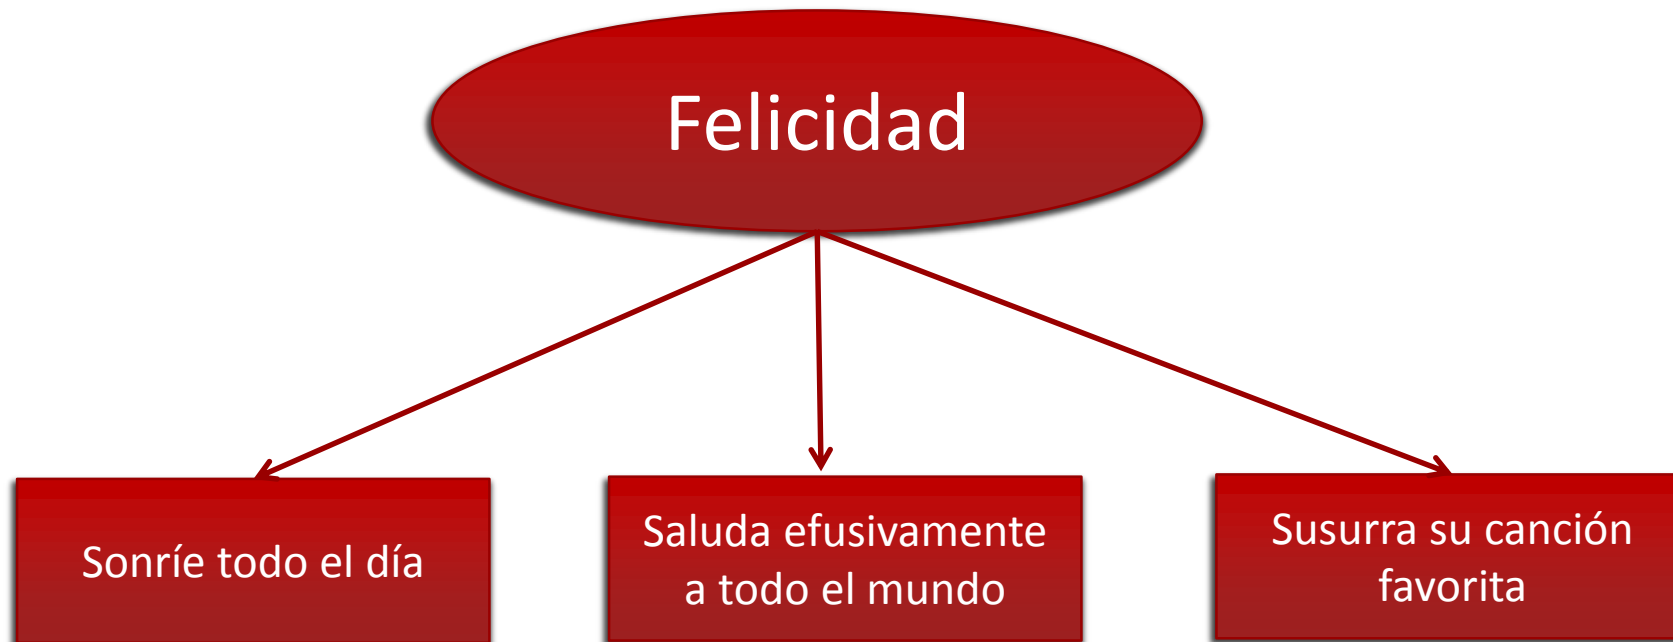 Felicidad
Sonríe todo el día
Saluda efusivamente
a todo el mundo
Susurra su canción
favorita